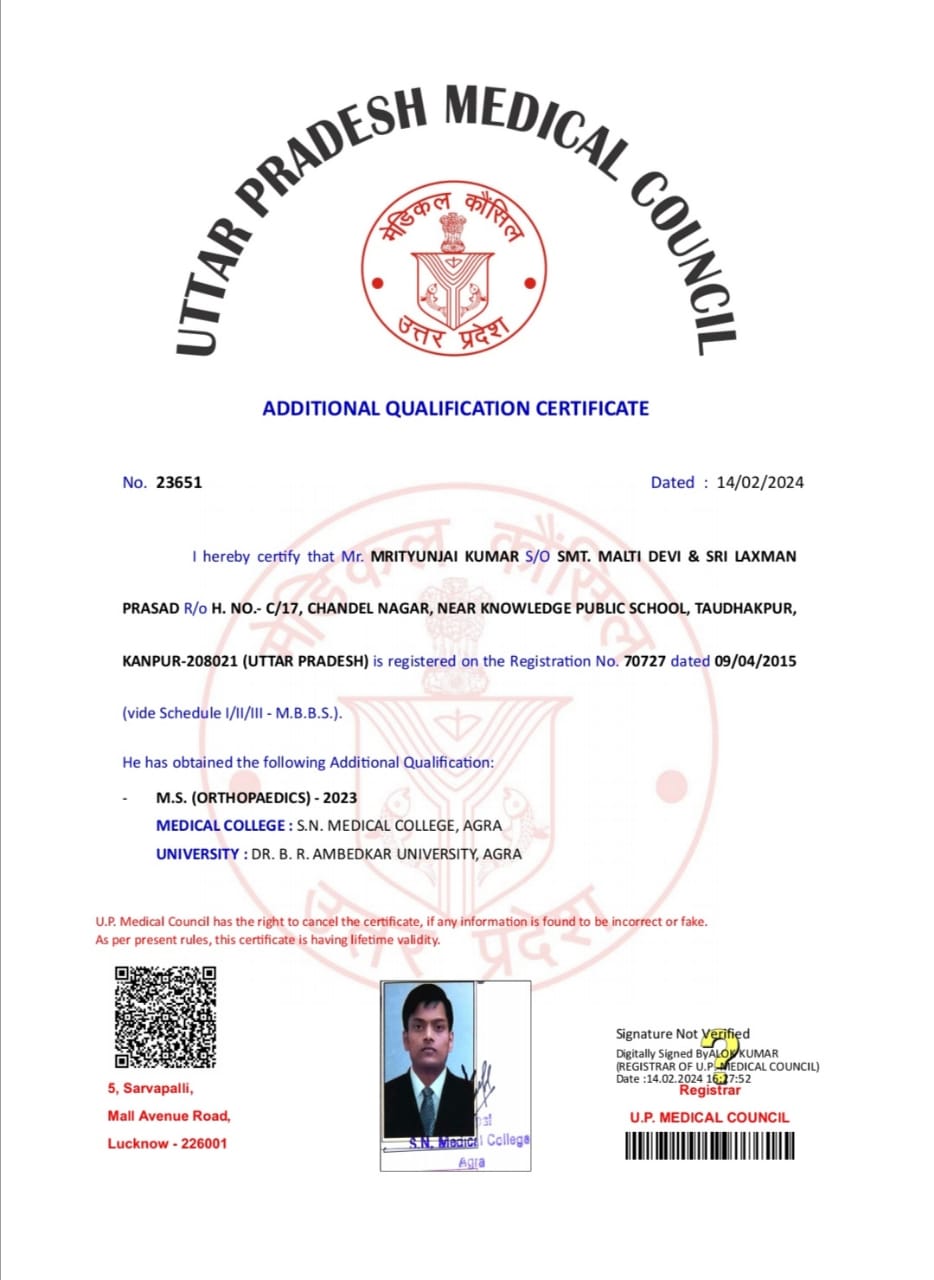 UTTAR PRADESH MEDICAL COUNCIL
मेडिकल कौंसिल
उत्तर प्रदेश
ADDITIONAL QUALIFICATION CERTIFICATE
No. 23651 Dated : 14/02/2024
I hereby certify that Mr. MRITYUNJAI KUMAR S/O SMT. MALTI DEVI & SRI LAXMAN
PRASAD R/o H. NO.- C/17, CHANDEL NAGAR, NEAR KNOWLEDGE PUBLIC SCHOOL, TAUDHAKPUR,
KANPUR-208021 (UTTAR PRADESH) is registered on the Registration No. 70727 dated 09/04/2015
(vide Schedule I/II/III - M.B.B.S.).
He has obtained the following Additional Qualification:
- M.S. (ORTHOPAEDICS) - 2023
MEDICAL COLLEGE : S.N. MEDICAL COLLEGE, AGRA
UNIVERSITY : DR. B. R. AMBEDKAR UNIVERSITY, AGRA
मेडिकल कौंसिल
उत्तर प्रदेश
U.P. Medical Council has the right to cancel the certificate, if any information is found to be incorrect or fake.
As per present rules, this certificate is having lifetime validity.
5, Sarvapalli,
Mall Avenue Road,
Lucknow - 226001
S.N. Medical College
Agra
Signature Not Verified
?
Digitally Signed By ALOK KUMAR
(REGISTRAR OF U.P. MEDICAL COUNCIL)
Date :14.02.2024 16:27:52
Registrar
U.P. MEDICAL COUNCIL